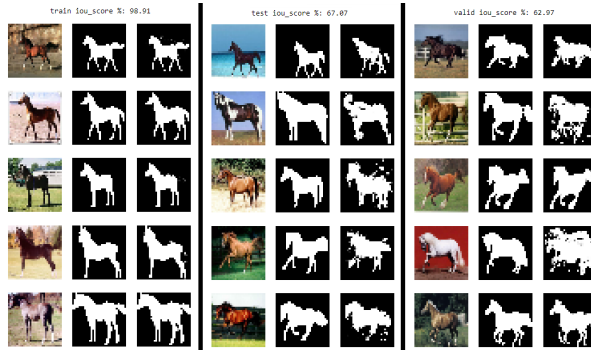 train iou_score %: 98.91
test iou_score %: 67.07
valid iou_score %: 62.97